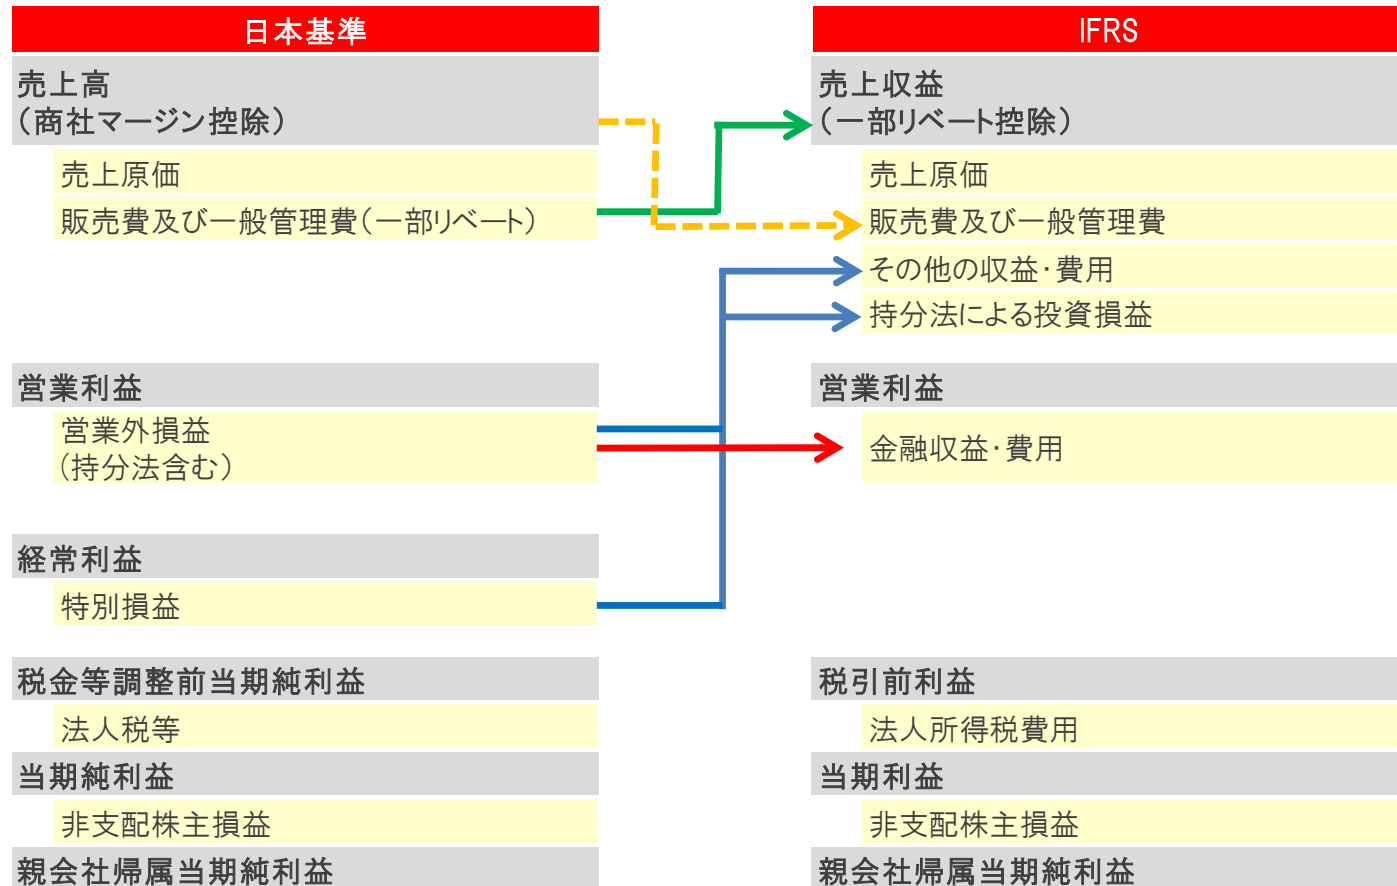 日本基準
売上高
（商社マージン控除）
売上原価
販売費及び一般管理費（一部リベート）
営業利益
営業外損益
（持分法含む）
経常利益
特別損益
税金等調整前当期純利益
法人税等
当期純利益
非支配株主損益
親会社帰属当期純利益
IFRS
売上収益
（一部リベート控除）
売上原価
販売費及び一般管理費
その他の収益・費用
持分法による投資損益
営業利益
金融収益・費用
税引前利益
法人所得税費用
当期利益
非支配株主損益
親会社帰属当期純利益